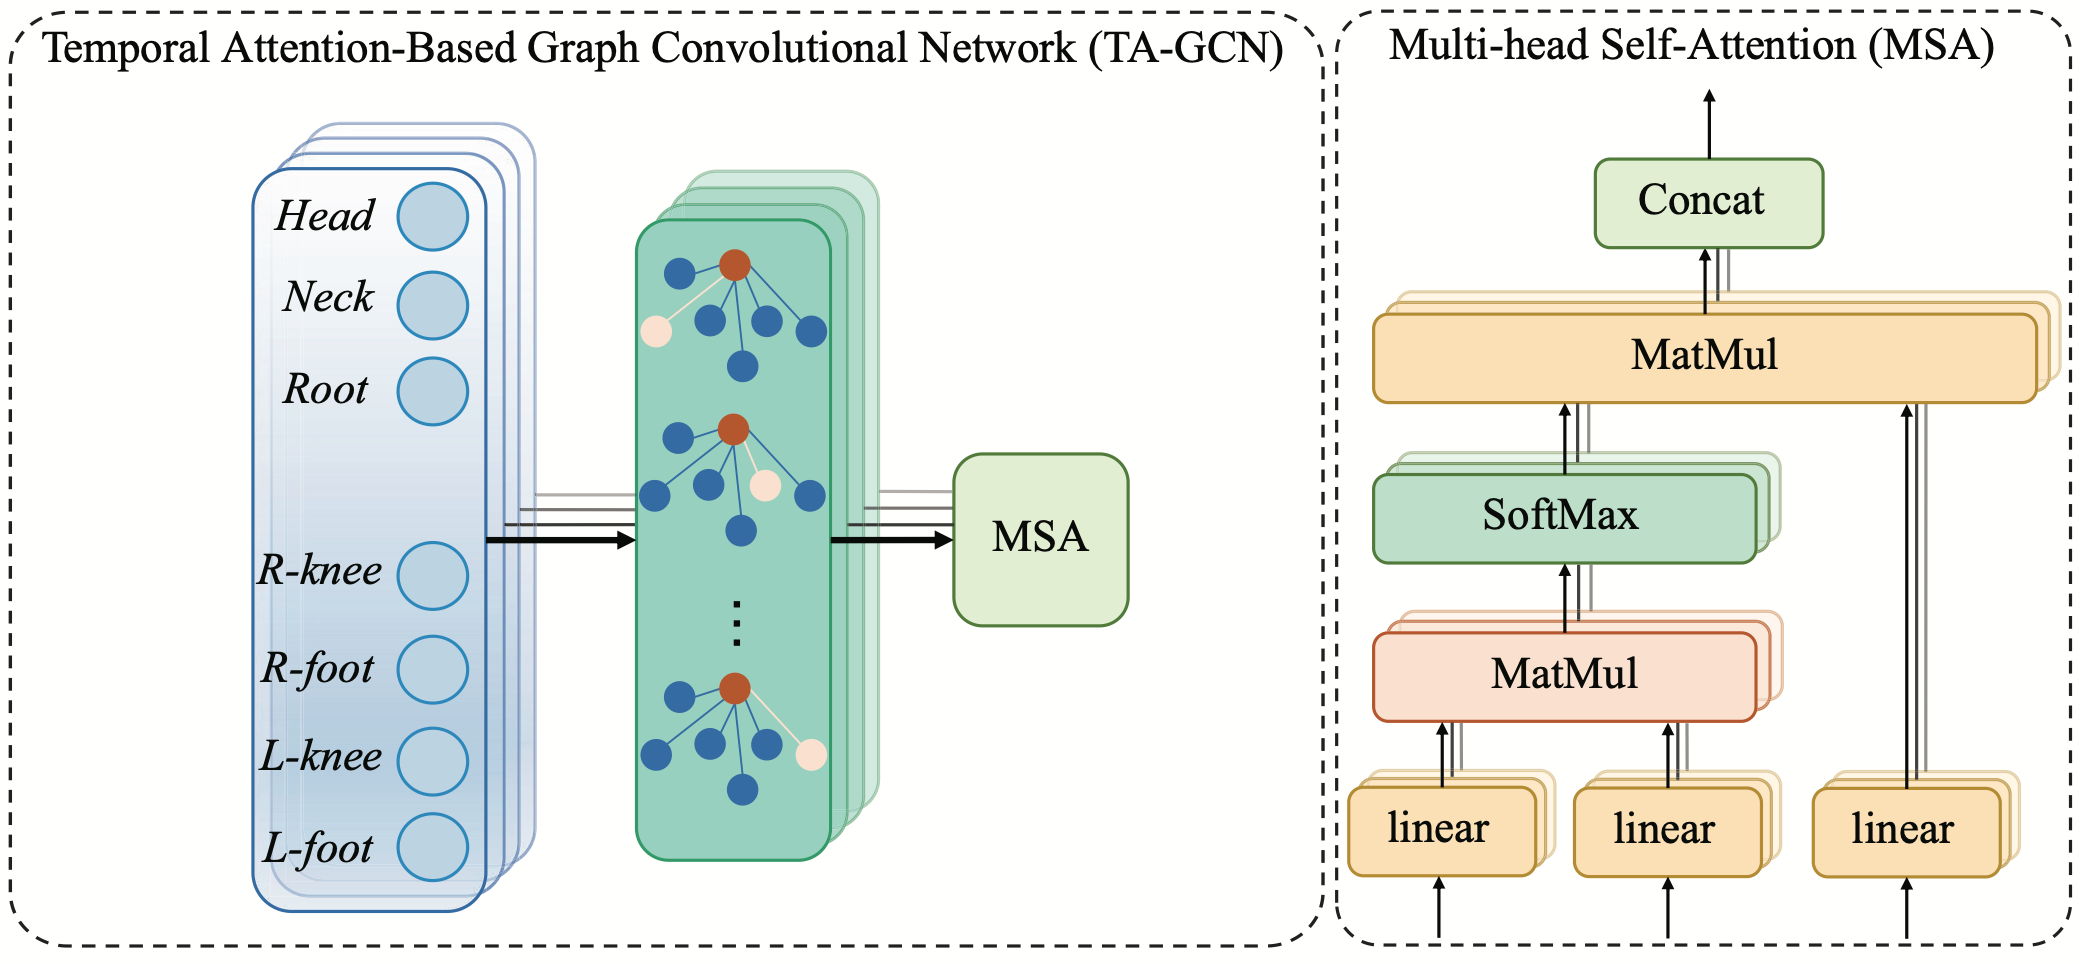 Temporal Attention-Based Graph Convolutional Network (TA-GCN)
Head
Neck
Root
R-knee
R-foot
L-knee
L-foot
MSA
Multi-head Self-Attention (MSA)
Concat
MatMul
SoftMax
MatMul
linear linear linear